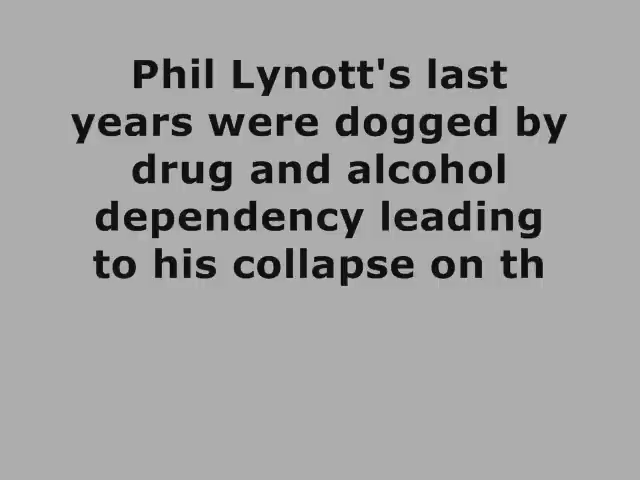 Phil Lynott's last
years were dogged by
drug and alcohol
dependency leading
to his collapse on th